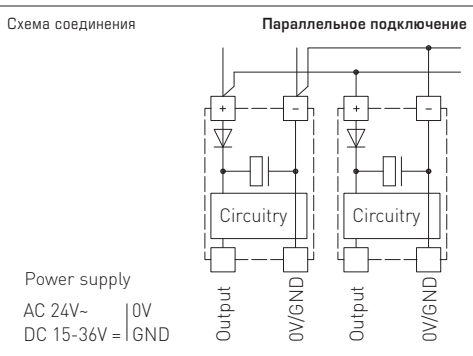 Схема соединения
Параллельное подключение
+ − + −
Circuitry Circuitry
Power supply
AC 24V~ 0V
DC 15-36V = GND
Output 0V/GND Output 0V/GND